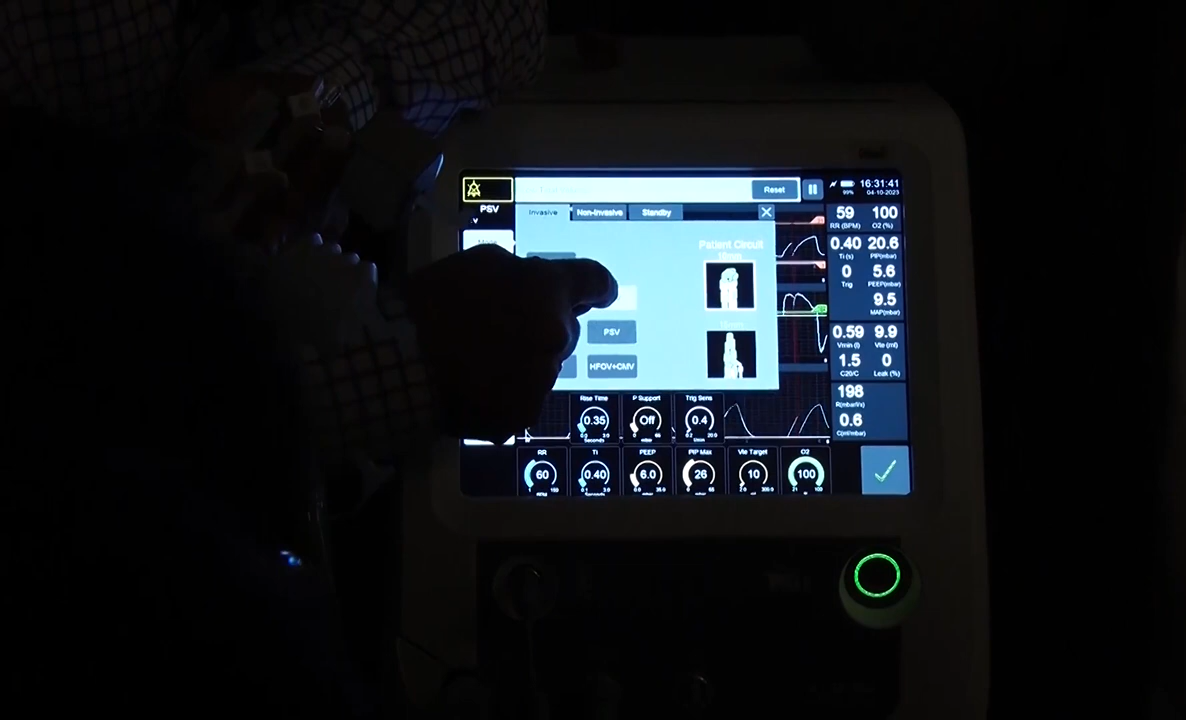 Reset
16:31:41
99%
04-10-2023
PSV
Invasive Non-Invasive Standby
Mode
Patient Circuit
PSV
HFOV+CMV
59 100
RR (BPM) O2 (%)
0.40 20.6
Ti (s) PIP(mbar)
0 5.6
Trig PEEP(mbar)
9.5
MAP(mbar)
0.59 9.9
Vmin (l) Vte (ml)
1.5 0
C20/C Leak (%)
198
0.6
C(ml/mbar)
Rise Time P Support Trig Sens
0.35 Off 0.4
Seconds
RR Ti PEEP PIP Max Vte Target O2
60 0.40 6.0 26 10 100